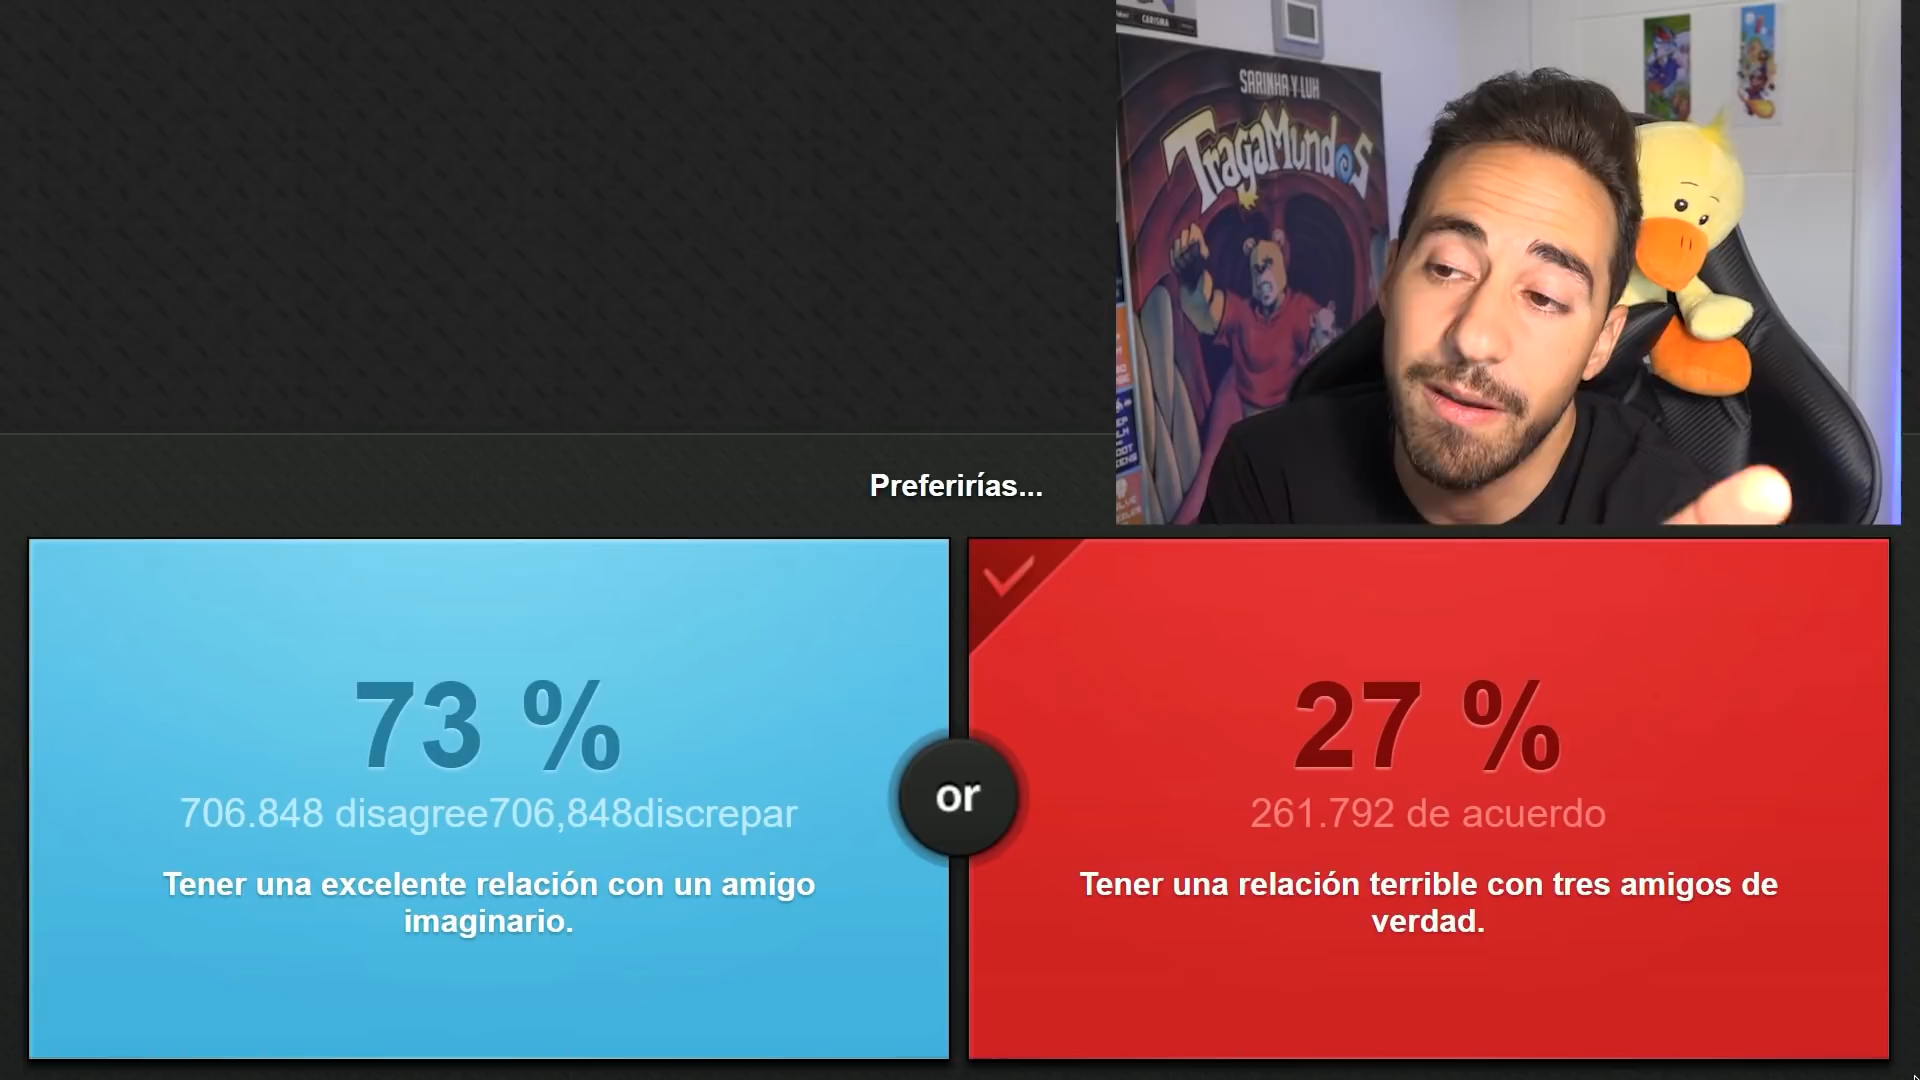 CARISMA
SARINHA Y LUH
TRAGAMUNDOS
Preferirías...
73 %
706.848 disagree706,848discrepar
Tener una excelente relación con un amigo
imaginario.
or
27 %
261.792 de acuerdo
Tener una relación terrible con tres amigos de
verdad.